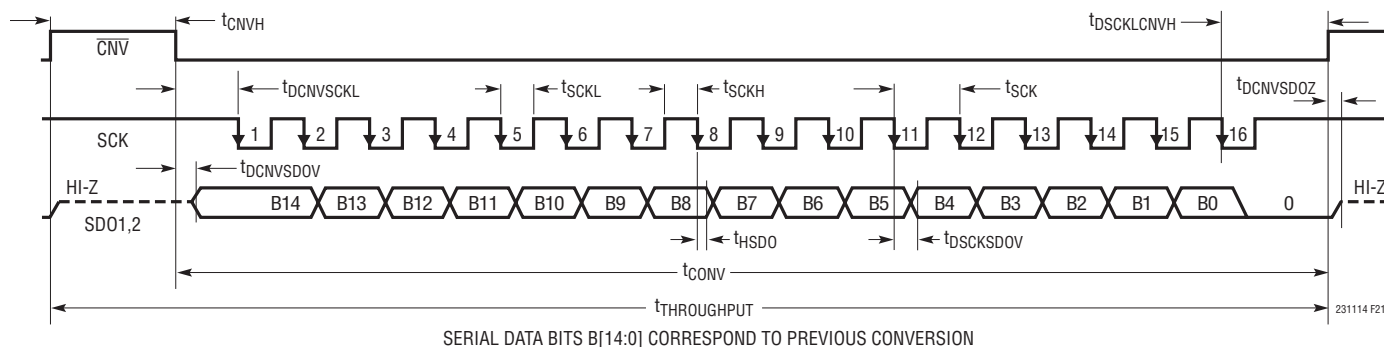 tCNVH
tDSCKLCNVH
CNV
tDCNVSCKL
tSCKL
tSCKH
tSCK
tDCNVSDOZ
SCK
1 2 3 4 5 6 7 8 9 10 11 12 13 14 15 16
tDCNVSDOV
HI-Z
HI-Z
B14 B13 B12 B11 B10 B9 B8 B7 B6 B5 B4 B3 B2 B1 B0 0
SDO1,2
tHSDO
tDSCKSDOV
tCONV
tTHROUGHPUT
231114 F21
SERIAL DATA BITS B[14:0] CORRESPOND TO PREVIOUS CONVERSION